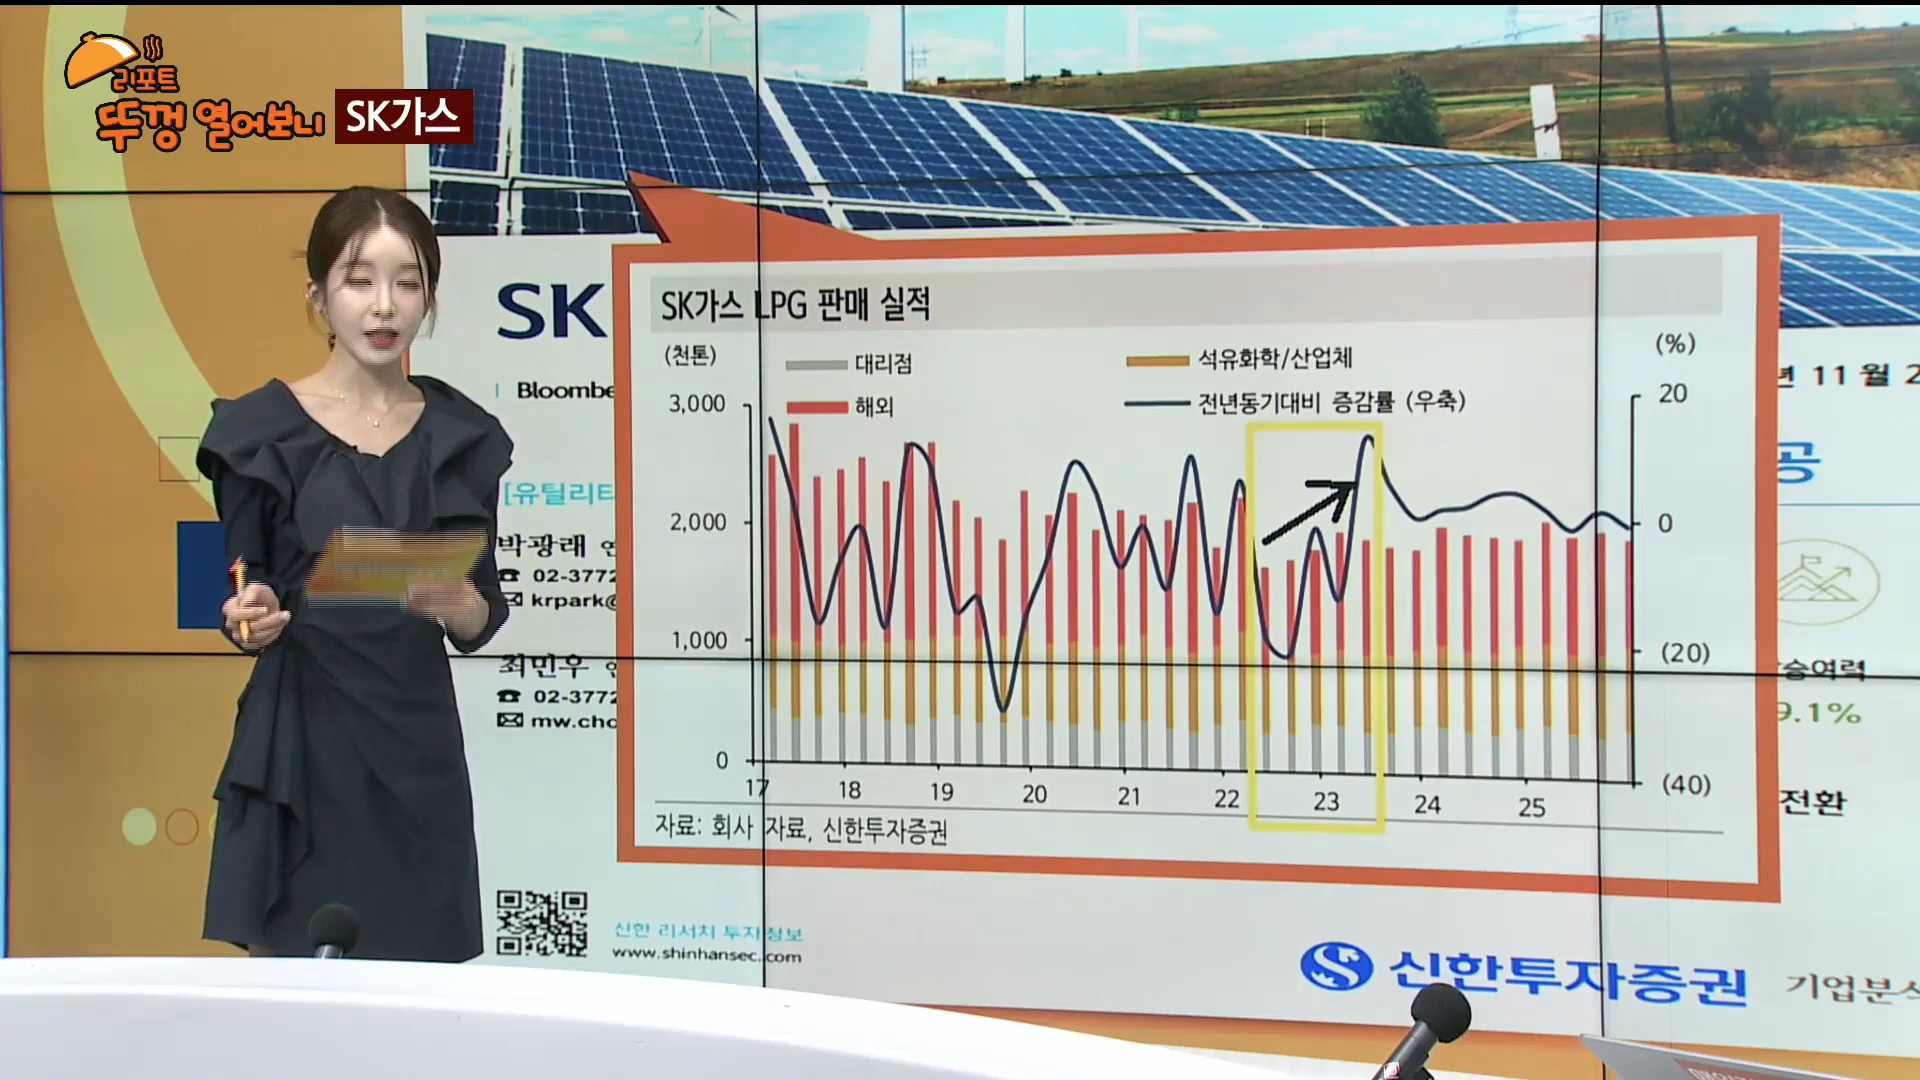 리포트
뚜껑 열어보니
SK가스
SK
Bloombe
년 11월 2
공
[유틸리티
박광래 연
02-3772
krpark@
최민우 연
02-3772
mw.cho
승여력
9.1%
전환
SK가스 LPG 판매 실적
(천톤)
(%)
대리점
석유화학/산업체
해외
전년동기대비 증감률 (우축)
3,000
2,000
1,000
0
20
0
(20)
(40)
17 18 19 20 21 22 23 24 25
자료: 회사 자료, 신한투자증권
신한 리서치 투자정보
www.shinhansec.com
신한투자증권
기업분석